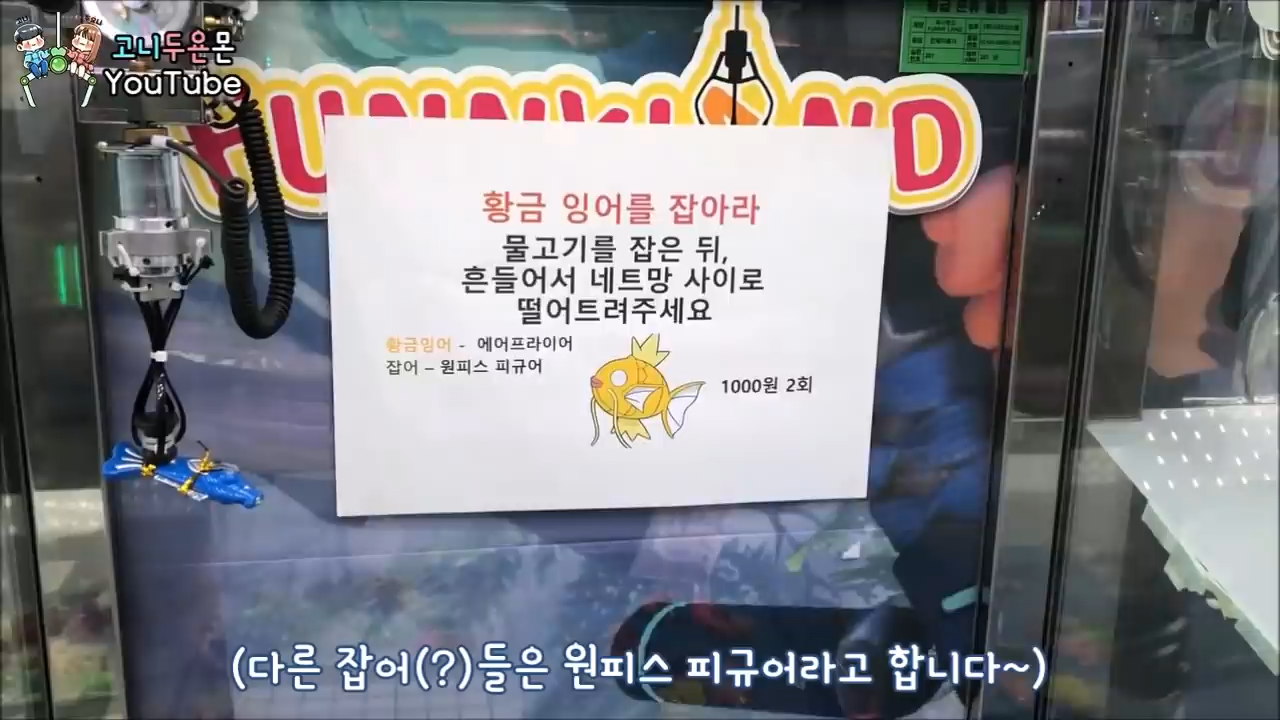 고니두욘몬
YouTube
황금 잉어를 잡아라
물고기를 잡은 뒤,
흔들어서 네트망 사이로
떨어트려주세요
황금잉어 - 에어프라이어
잡어 – 원피스 피규어
1000원 2회
(다른 잡어(?)들은 원피스 피규어라고 합니다~)